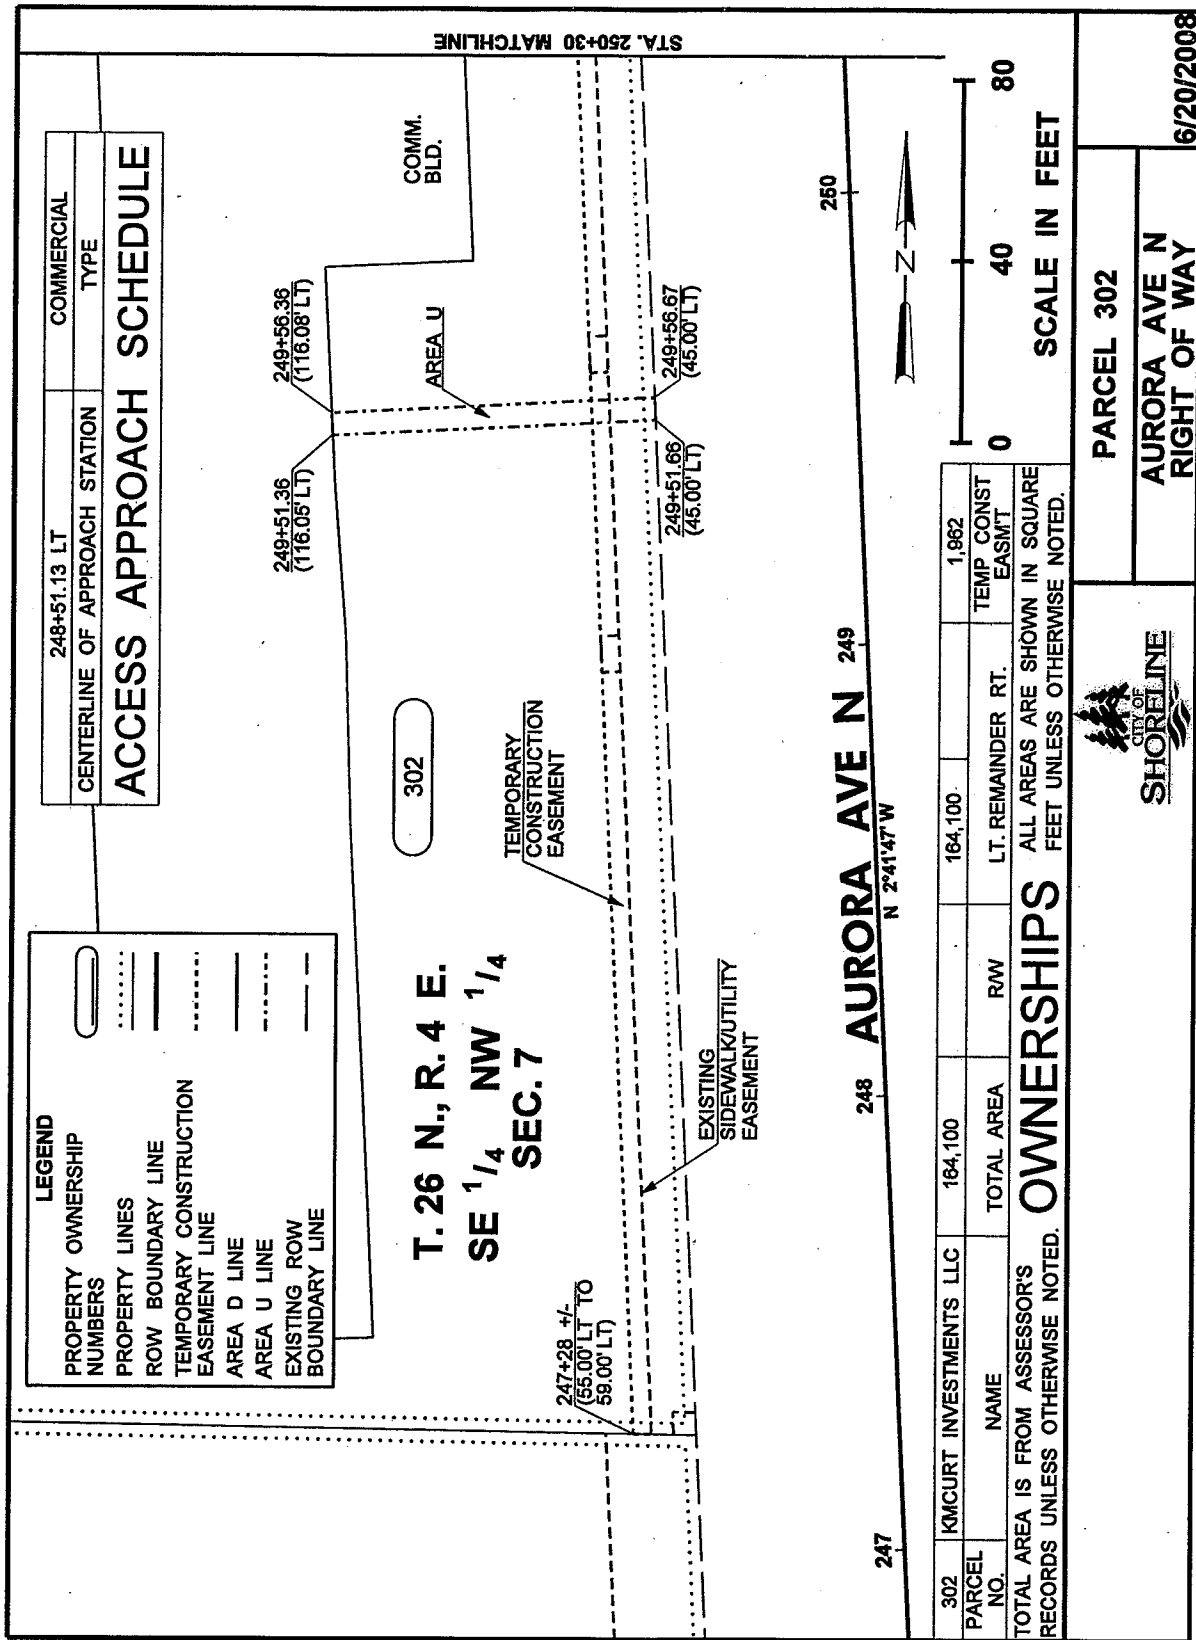 LEGEND
PROPERTY OWNERSHIP
NUMBERS
PROPERTY LINES
ROW BOUNDARY LINE
TEMPORARY CONSTRUCTION
EASEMENT LINE
AREA D LINE
AREA U LINE
EXISTING ROW
BOUNDARY LINE
248+51.13 LT
COMMERCIAL
CENTERLINE OF APPROACH STATION
TYPE
ACCESS APPROACH SCHEDULE
STA. 250+30 MATCHLINE
COMM.
BLD.
249+51.36
(116.05' LT)
249+56.36
(116.08' LT)
AREA U
302
T. 26 N., R. 4 E.
SE 1/4 NW 1/4
SEC. 7
TEMPORARY
CONSTRUCTION
EASEMENT
247+28 +/-
(55.00' LT TO
59.00' LT)
249+51.66
(45.00' LT)
249+56.67
(45.00' LT)
EXISTING
SIDEWALK/UTILITY
EASEMENT
247
248
249
250
AURORA AVE N
N 2°41'47" W
N
0
40
80
SCALE IN FEET
302
KMCURT INVESTMENTS LLC
164,100
164,100
1,962
PARCEL
NO.
NAME
TOTAL AREA
R/W
LT. REMAINDER RT.
TEMP CONST
EASM'T
TOTAL AREA IS FROM ASSESSOR'S
RECORDS UNLESS OTHERWISE NOTED.
OWNERSHIPS
ALL AREAS ARE SHOWN IN SQUARE
FEET UNLESS OTHERWISE NOTED.
CITY OF
SHORELINE
PARCEL 302
AURORA AVE N
RIGHT OF WAY
6/20/2008